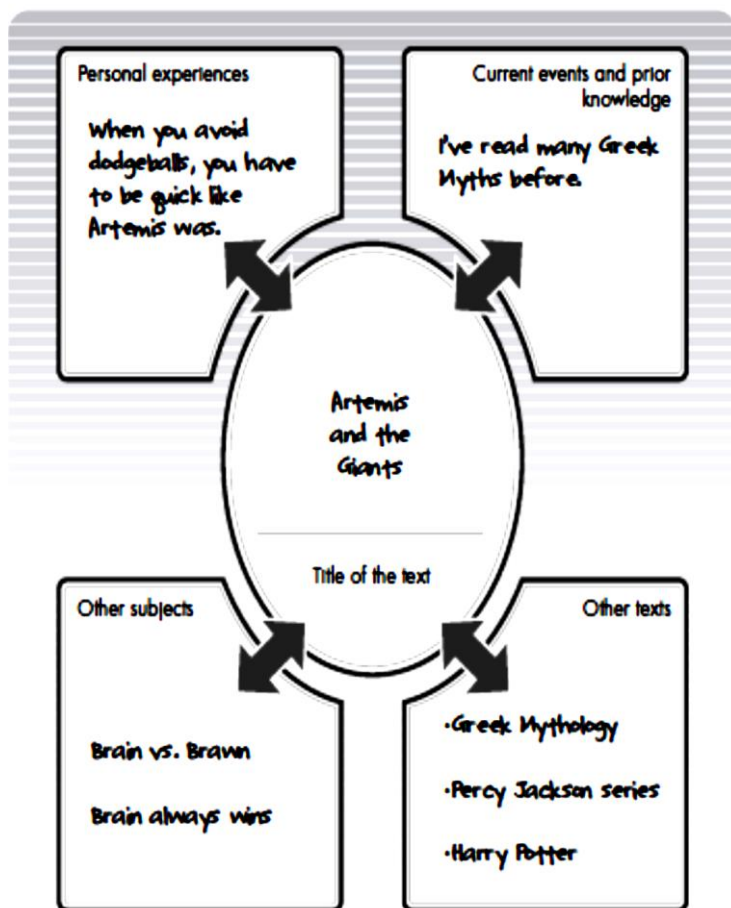 Personal experiences
When you avoid
dodgeballs, you have
to be quick like
Artemis was.
Current events and prior
knowledge
I've read many Greek
Myths before.
Artemis
and the
Giants
Title of the text
Other subjects
Brain vs. Brawn
Brain always wins
Other texts
·Greek Mythology
·Percy Jackson series
·Harry Potter